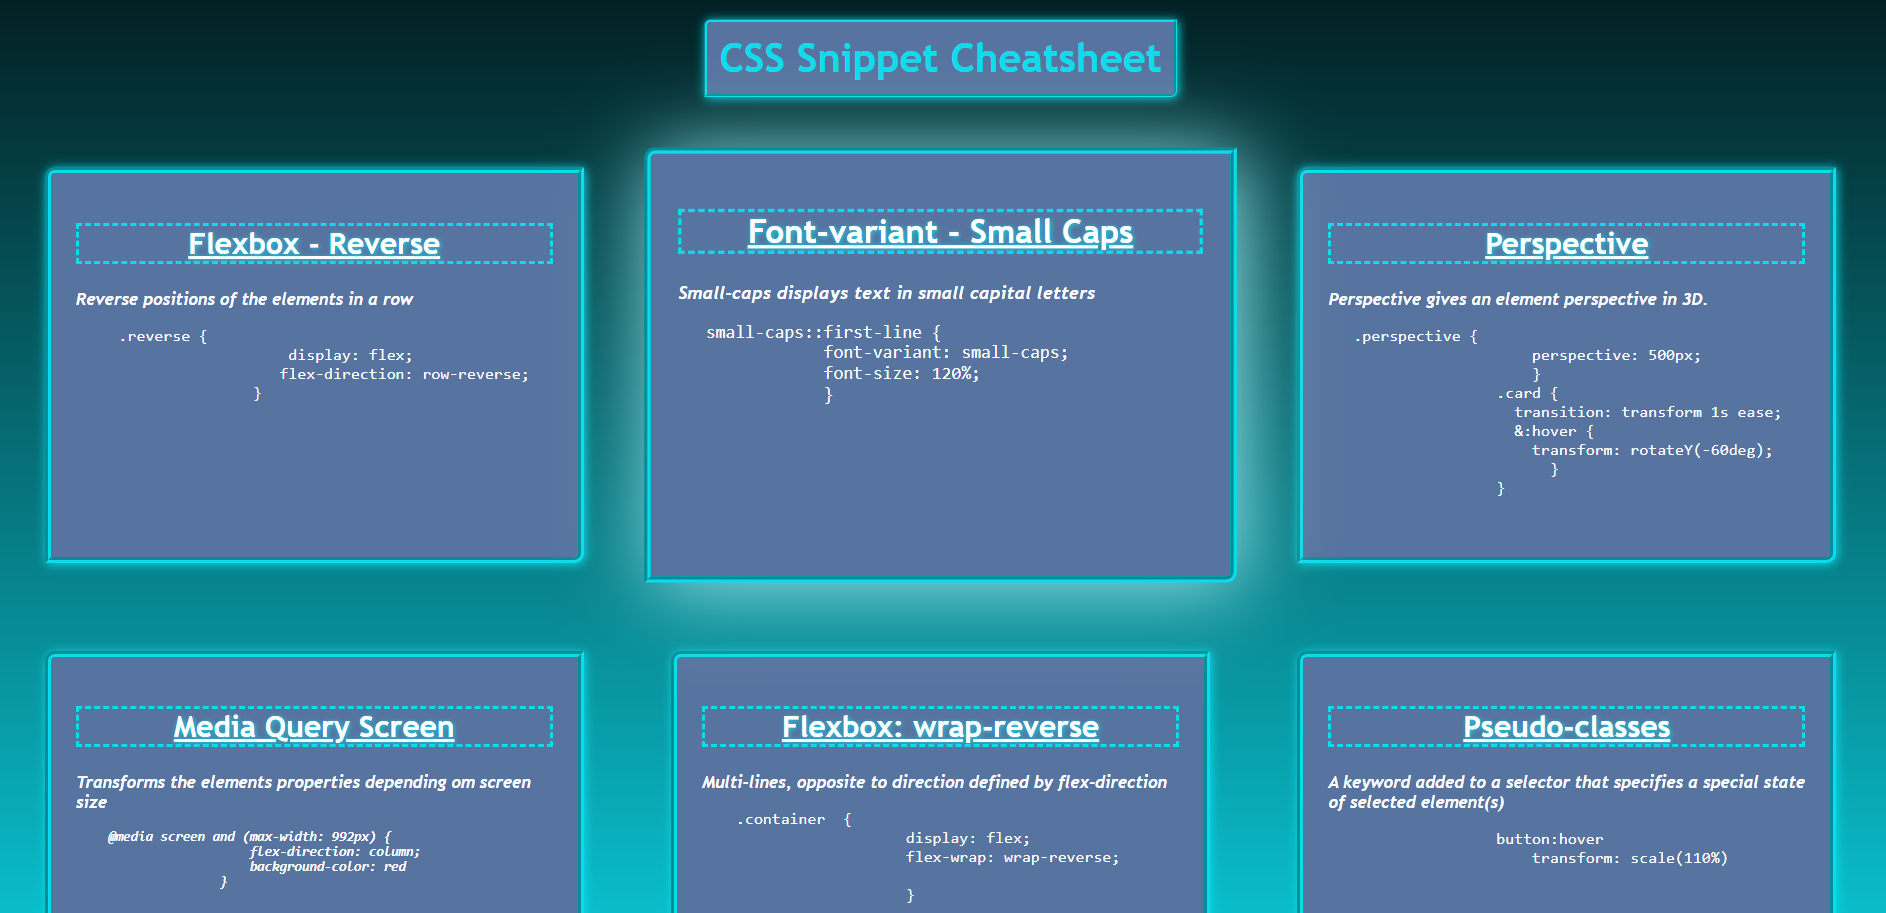 CSS Snippet Cheatsheet
Flexbox - Reverse
Reverse positions of the elements in a row
.reverse {
display: flex;
flex-direction: row-reverse;
}
Font-variant - Small Caps
Small-caps displays text in small capital letters
small-caps::first-line {
font-variant: small-caps;
font-size: 120%;
}
Perspective
Perspective gives an element perspective in 3D.
.perspective {
perspective: 500px;
}
.card {
transition: transform 1s ease;
&:hover {
transform: rotateY(-60deg);
}
}
Media Query Screen
Transforms the elements properties depending om screen
size
@media screen and (max-width: 992px) {
flex-direction: column;
background-color: red
}
Flexbox: wrap-reverse
Multi-lines, opposite to direction defined by flex-direction
.container  {
display: flex;
flex-wrap: wrap-reverse;
}
Pseudo-classes
A keyword added to a selector that specifies a special state
of selected element(s)
button:hover
transform: scale(110%)